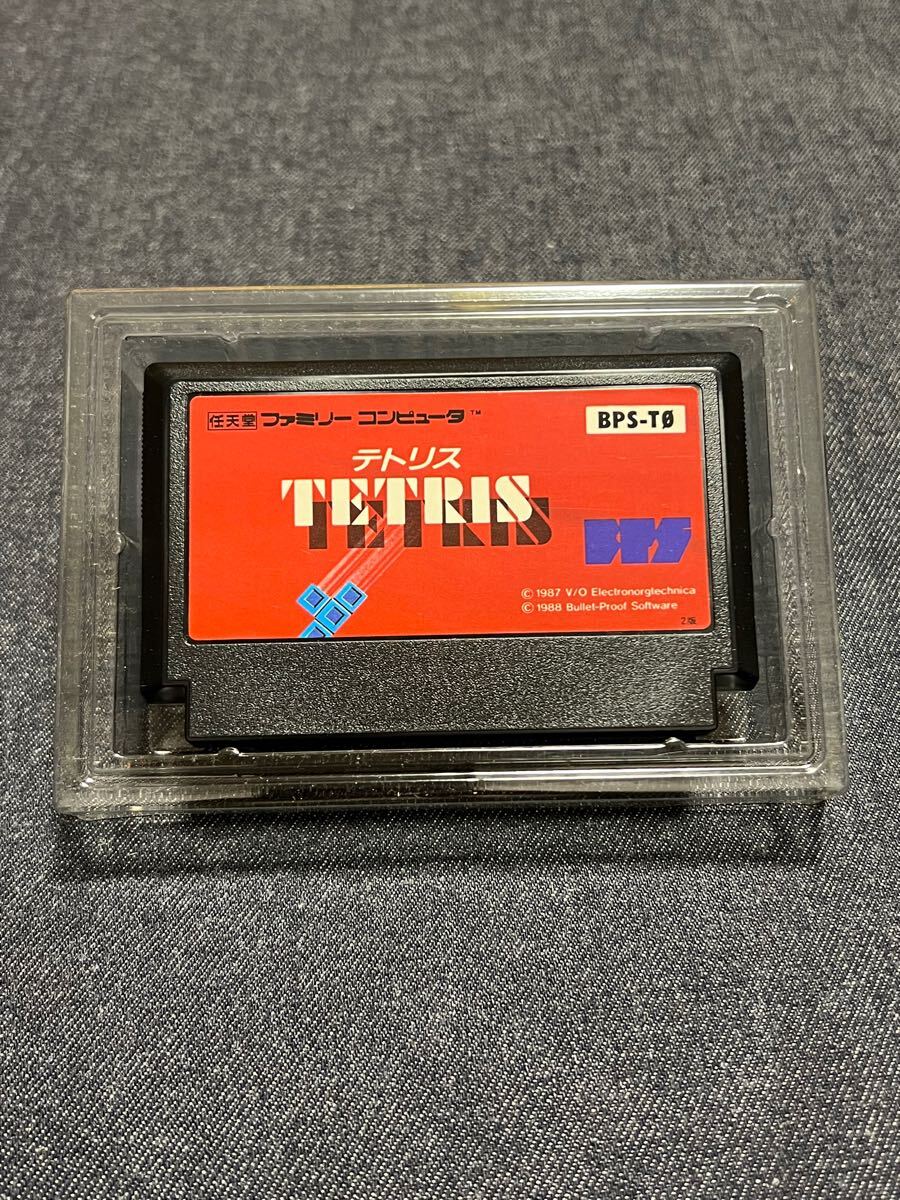 任天堂 ファミリー コンピュータ™
BPS-TØ
テトリス
TETRIS
BPS
© 1987 V/O Electronorgtechnica
© 1988 Bullet-Proof Software
2版